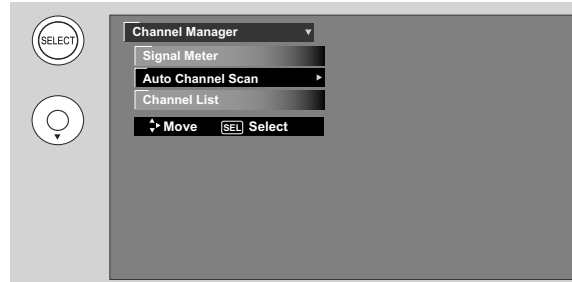 SELECT
Channel Manager
Signal Meter
Auto Channel Scan
Channel List
Move SEL Select